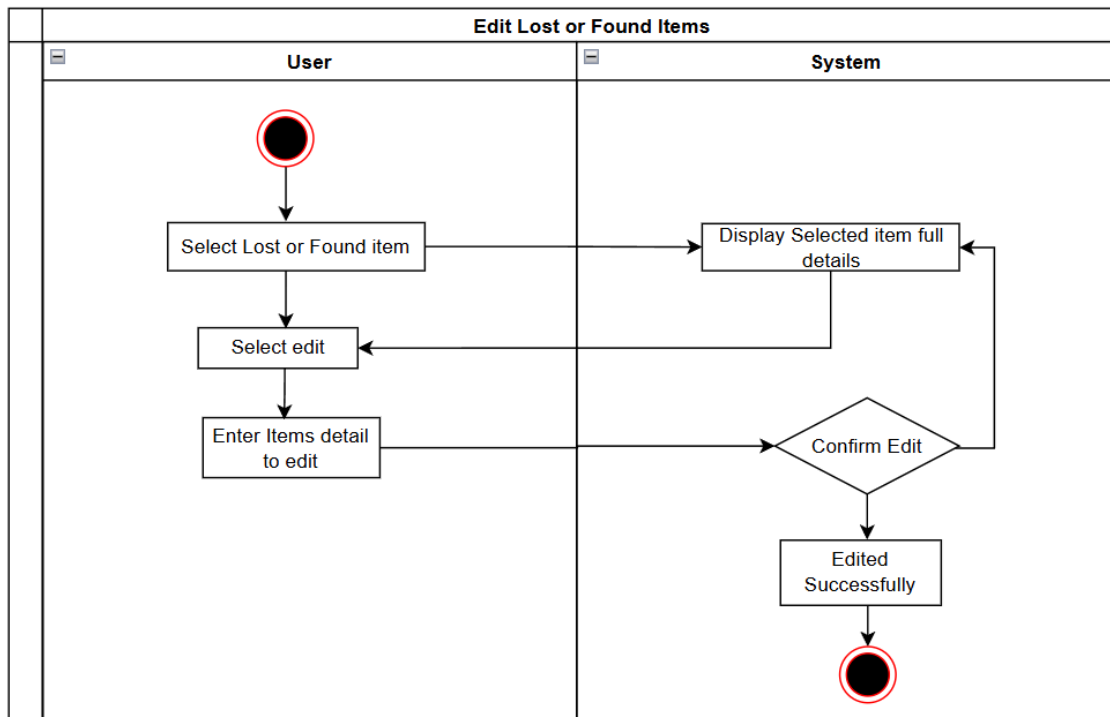 Edit Lost or Found Items
User
System
Select Lost or Found item
Display Selected item full
details
Select edit
Enter Items detail
to edit
Confirm Edit
Edited
Successfully